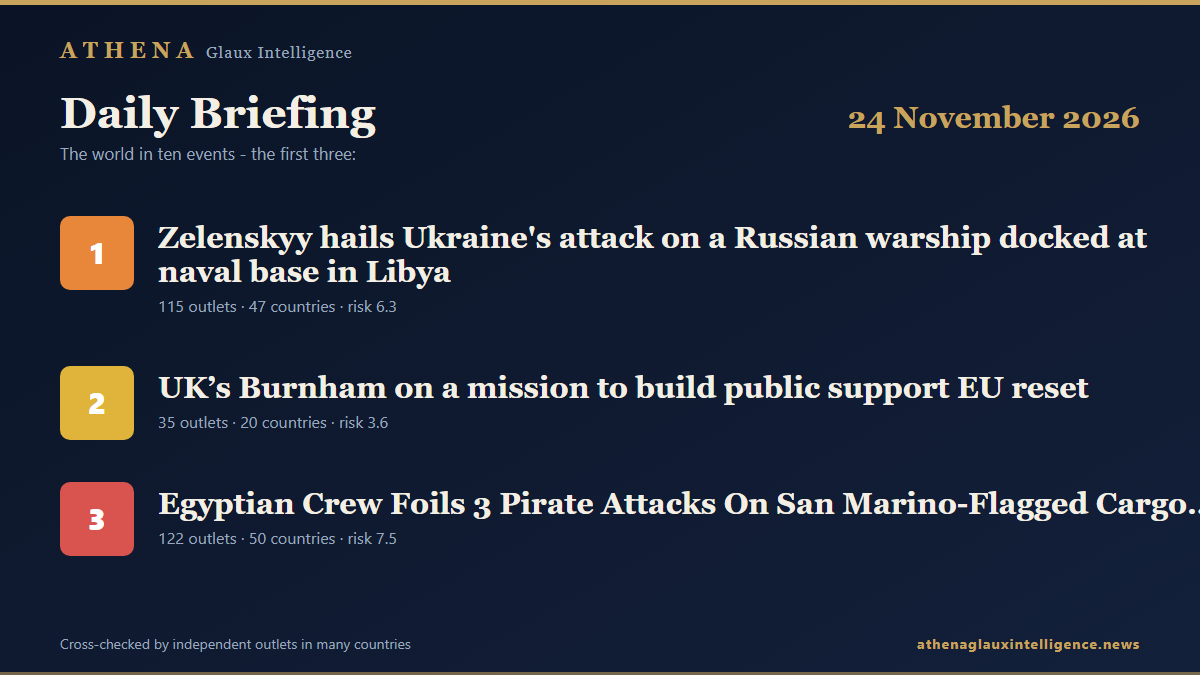 ATHENA Glaux Intelligence
Daily Briefing
24 November 2026
The world in ten events - the first three:
1
Zelenskyy hails Ukraine's attack on a Russian warship docked at
naval base in Libya
115 outlets · 47 countries · risk 6.3
2
UK’s Burnham on a mission to build public support EU reset
35 outlets · 20 countries · risk 3.6
3
Egyptian Crew Foils 3 Pirate Attacks On San Marino-Flagged Cargo..
122 outlets · 50 countries · risk 7.5
Cross-checked by independent outlets in many countries
athenaglauxintelligence.news